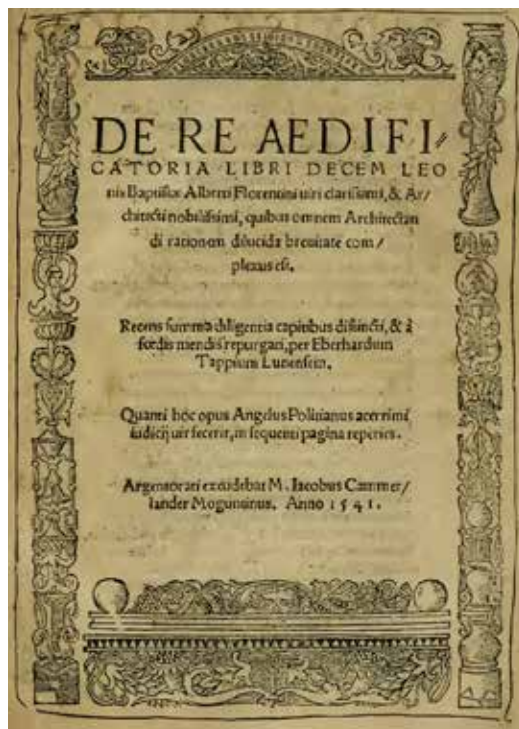 DE RE AEDIFI/
CATORIA LIBRI DECEM LEO
nis Baptistæ Alberti Florentini uiri clarissimi, & Ar/
chitecti nobilissimi, quibus omnem Architectan
di rationem dilucida breuitate com/
plexus est.
Recens summa diligentia capitibus distincti, & à
fœdis mendis repurgati, per Eberhardum
Tappium Lunensem.
Quanti hoc opus Angelus Politianus acerrimi
iudicij uir fecerit, in sequenti pagina reperies.
Argentorati excudebat M. Iacobus Cammer/
lander Moguntinus. Anno 1541.